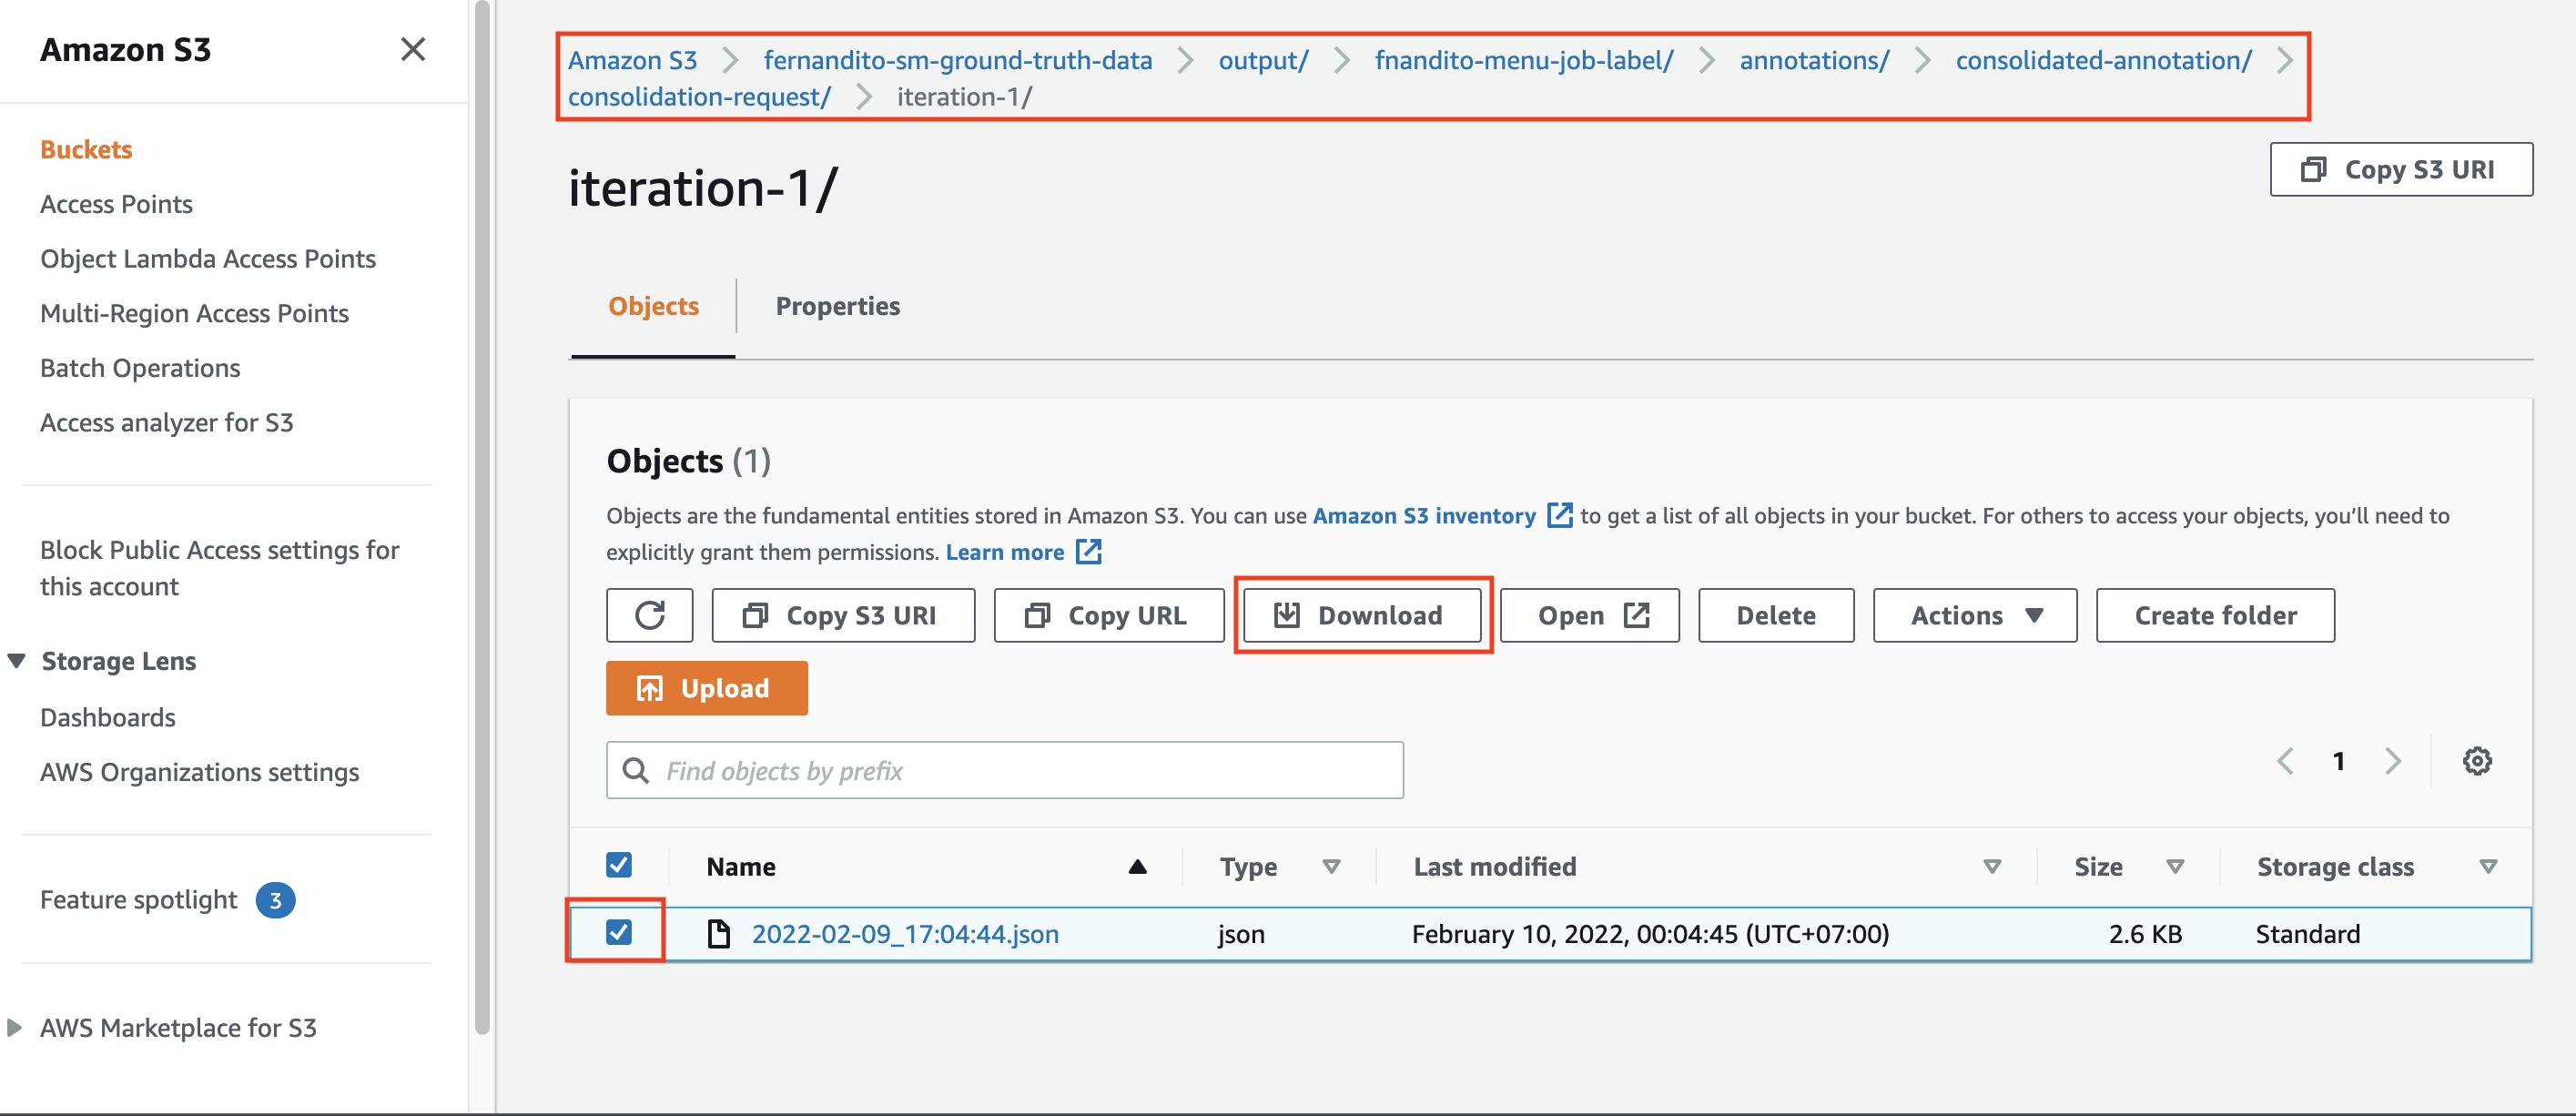 Amazon S3
Buckets
Access Points
Object Lambda Access Points
Multi-Region Access Points
Batch Operations
Access analyzer for S3
Block Public Access settings for
this account
Storage Lens
Dashboards
AWS Organizations settings
Feature spotlight 3
AWS Marketplace for S3
Amazon S3 fernandito-sm-ground-truth-data output/ fnandito-menu-job-label/ annotations/ consolidated-annotation/
consolidation-request/ iteration-1/
iteration-1/
Copy S3 URI
Objects Properties
Objects (1)
Objects are the fundamental entities stored in Amazon S3. You can use Amazon S3 inventory to get a list of all objects in your bucket. For others to access your objects, you’ll need to
explicitly grant them permissions. Learn more
Copy S3 URI Copy URL Download Open Delete Actions Create folder
Upload
Find objects by prefix
1
Name Type Last modified Size Storage class
2022-02-09_17:04:44.json json February 10, 2022, 00:04:45 (UTC+07:00) 2.6 KB Standard